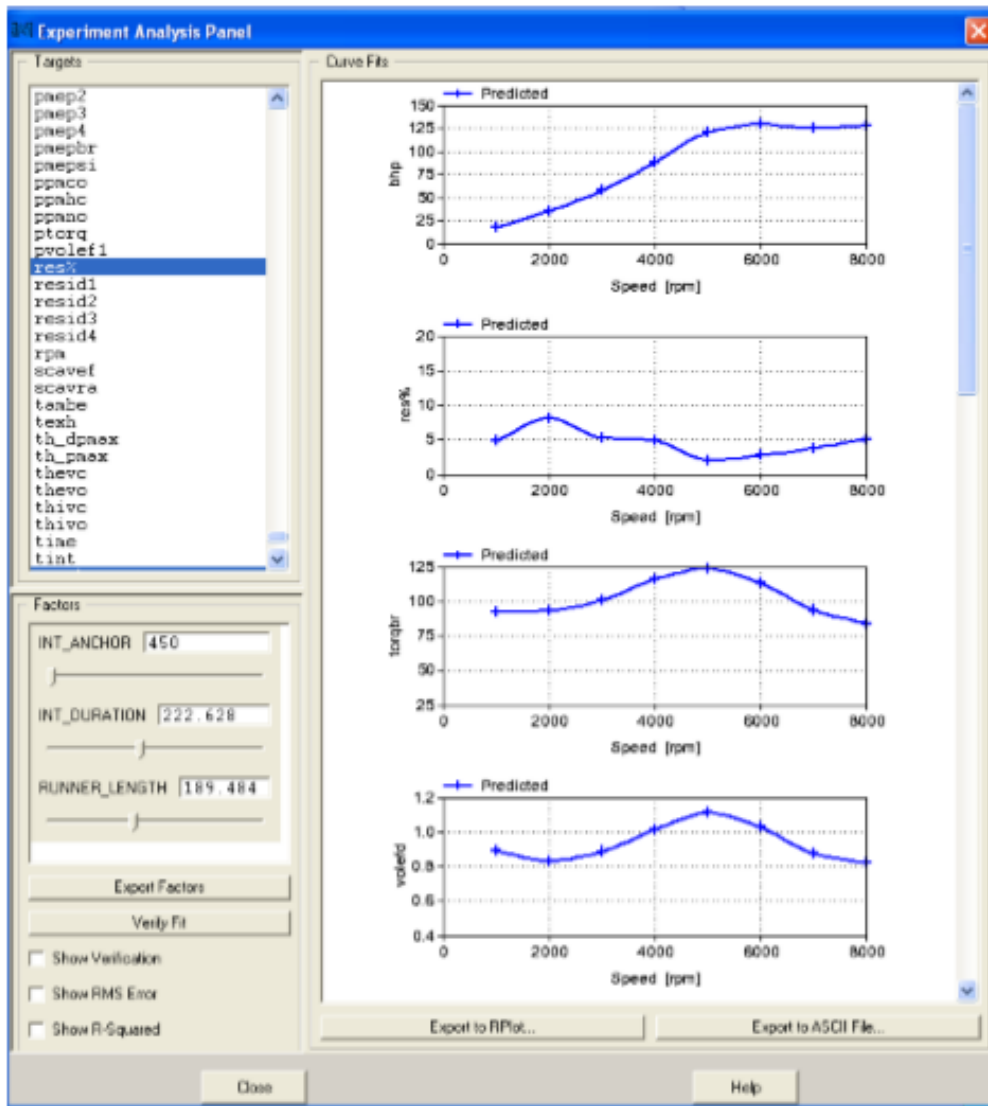 Experiment Analysis Panel
Targets
pmep2
pmep3
pmep4
pmepbr
pmepsi
ppmco
ppmhc
ppmno
ptorq
pvolef1
res%
resid1
resid2
resid3
resid4
rpm
scavef
scavra
tambe
texh
th_dpmax
th_pmax
thevc
thevo
thivc
thivo
time
tint
Factors
INT_ANCHOR 450
INT_DURATION 222.628
RUNNER_LENGTH 189.484
Export Factors
Verify Fit
Show Verification
Show RMS Error
Show R-Squared
Curve Fits
Predicted
150
125
100
75
50
25
0
bhp
0 2000 4000 6000 8000
Speed [rpm]
Predicted
20
15
10
5
0
res%
0 2000 4000 6000 8000
Speed [rpm]
Predicted
125
100
75
50
25
torqbr
0 2000 4000 6000 8000
Speed [rpm]
Predicted
1.2
1.0
0.8
0.6
0.4
volefd
0 2000 4000 6000 8000
Speed [rpm]
Export to RPlot...
Export to ASCII File...
Close
Help